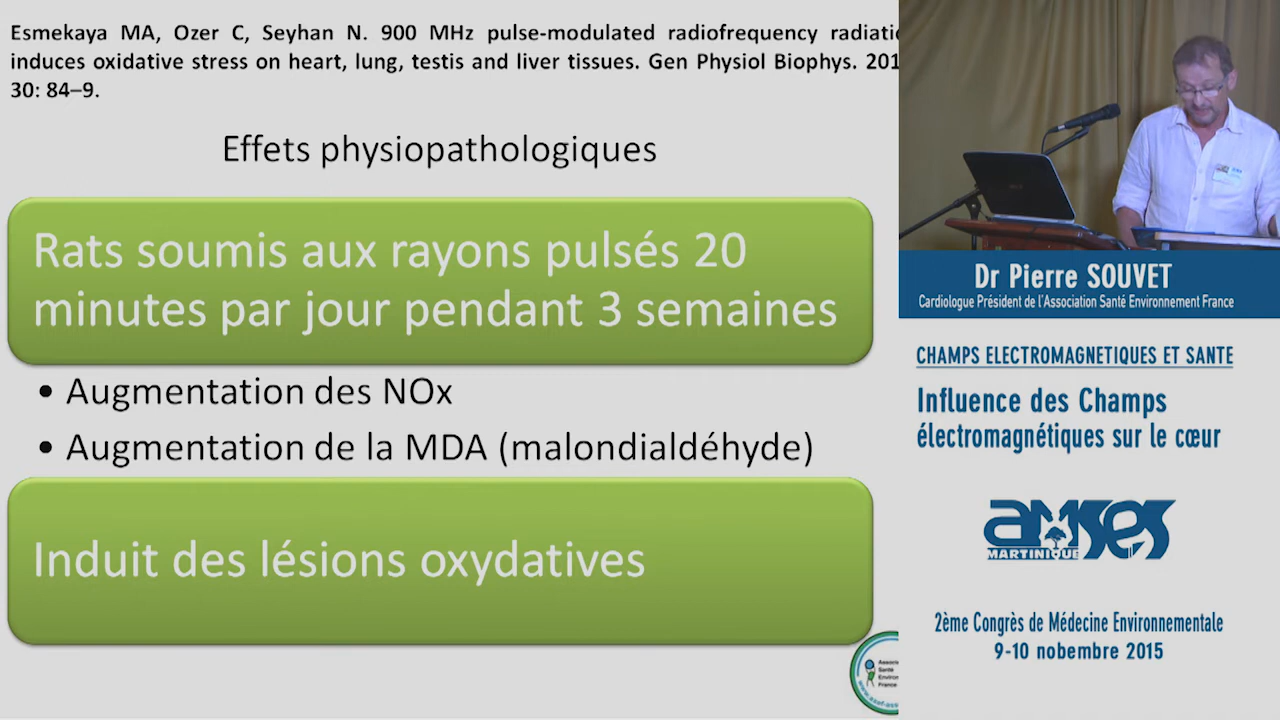 Esmekaya MA, Ozer C, Seyhan N. 900 MHz pulse-modulated radiofrequency
induces oxidative stress on heart, lung, testis and liver tissues. Gen Physiol Biophys.
30: 84–9.
Effets physiopathologiques
Rats soumis aux rayons pulsés 20
minutes par jour pendant 3 semaines
• Augmentation des NOx
• Augmentation de la MDA (malondialdéhyde)
Induit des lésions oxydatives
Dr Pierre SOUVET
Cardiologue Président de l'Association Santé Environnement France
CHAMPS ELECTROMAGNETIQUES ET SANTE
Influence des Champs
électromagnétiques sur le cœur
amses
MARTINIQUE
2ème Congrès de Médecine Environnementale
9-10 nobembre 2015
Santé